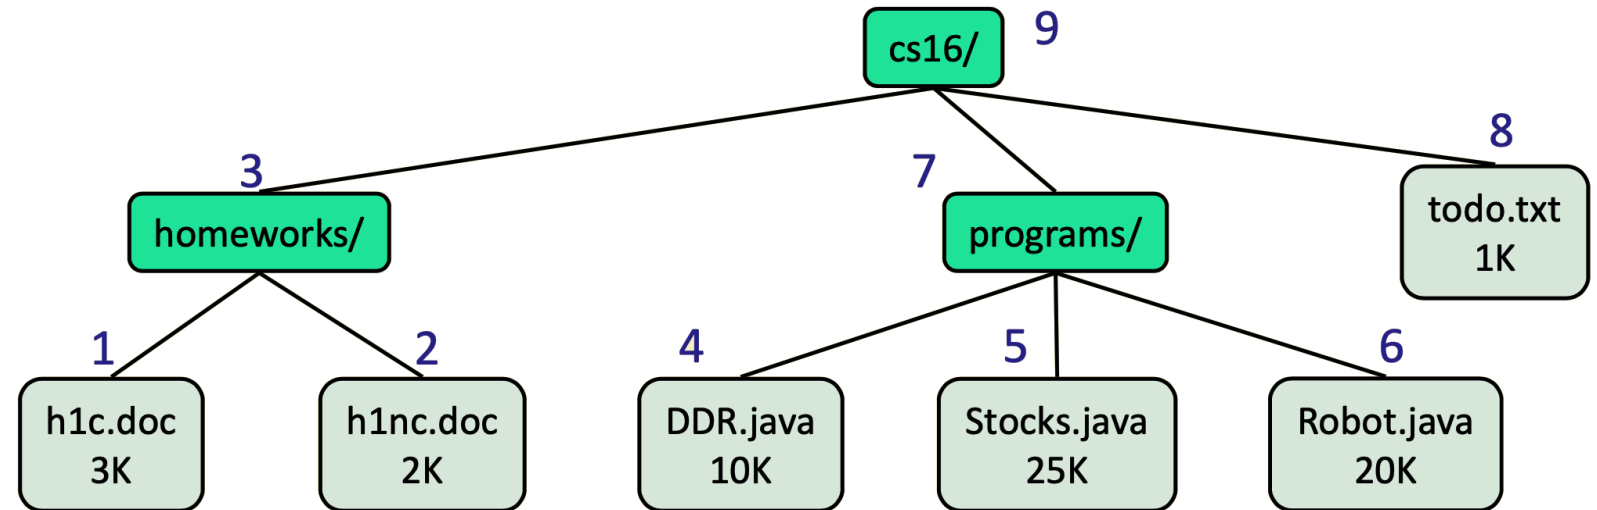 cs16/
9
3
homeworks/
7
programs/
8
todo.txt
1K
1
h1c.doc
3K
2
h1nc.doc
2K
4
DDR.java
10K
5
Stocks.java
25K
6
Robot.java
20K